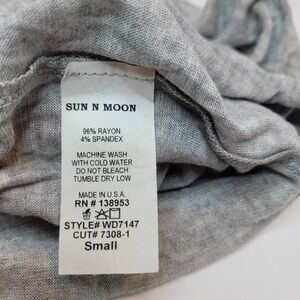 SUN N MOON
96% RAYON
4% SPANDEX
MACHINE WASH
WITH COLD WATER
DO NOT BLEACH
TUMBLE DRY LOW
MADE IN U.S.A.
RN # 138953
STYLE# WD7147
CUT# 7308-1
Small